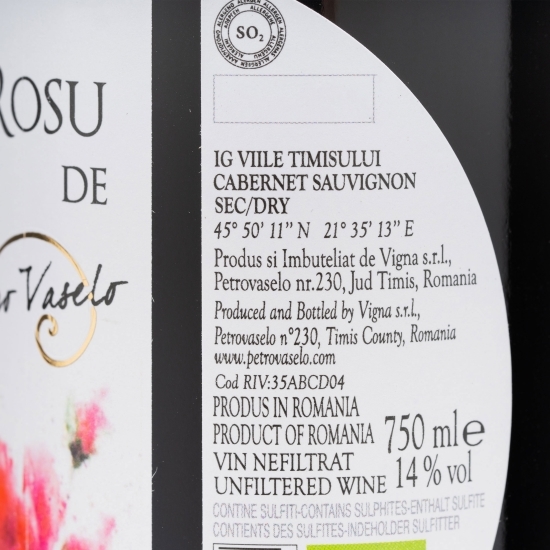 ROSU
DE
Vaselo
SO2
IG VIILE TIMISULUI
CABERNET SAUVIGNON
SEC/DRY
45° 50' 11" N 21° 35' 13" E
Produs si Imbuteliat de Vigna s.r.l.,
Petrovaselo nr.230, Jud Timis, Romania
Produced and Bottled by Vigna s.r.l.,
Petrovaselo n°230, Timis County, Romania
www.petrovaselo.com
Cod RIV:35ABCD04
PRODUS IN ROMANIA
PRODUCT OF ROMANIA
750 ml e
VIN NEFILTRAT
UNFILTERED WINE
14% vol
CONTINE SULFITI-CONTAINS SULPHITES-ENTHALT SULFITE
CONTIENT DES SULFITES-INDEHOLDER SULFITTER